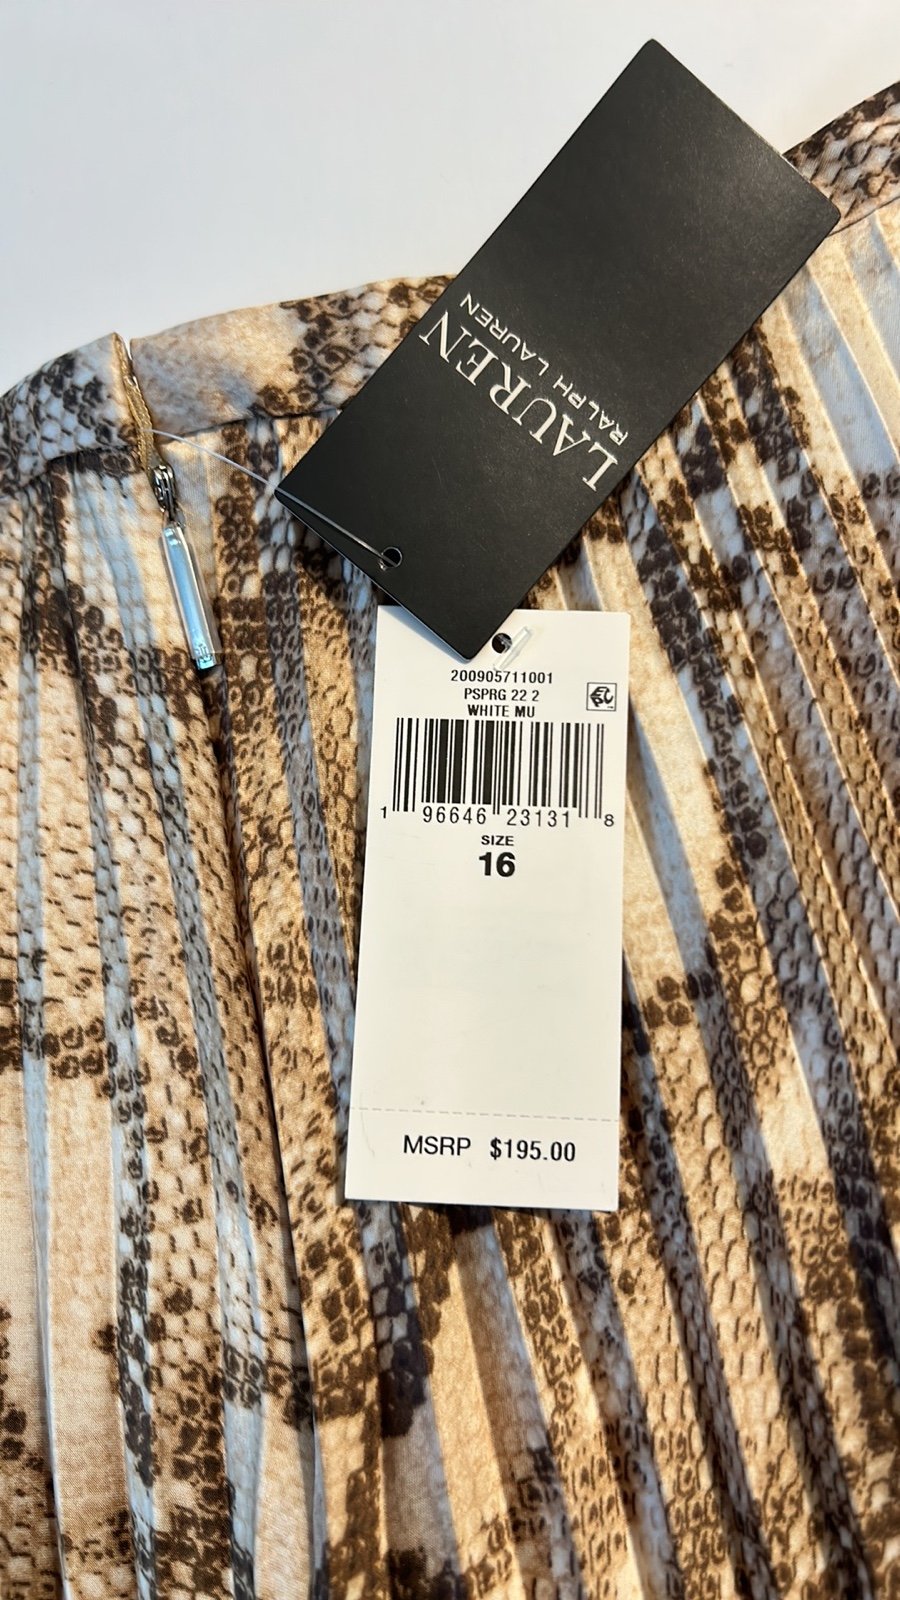 LAUREN
RALPH LAUREN
200905711001
PSPRG 22 2
WHITE MU
1 96646 23131 8
SIZE
16
MSRP $195.00